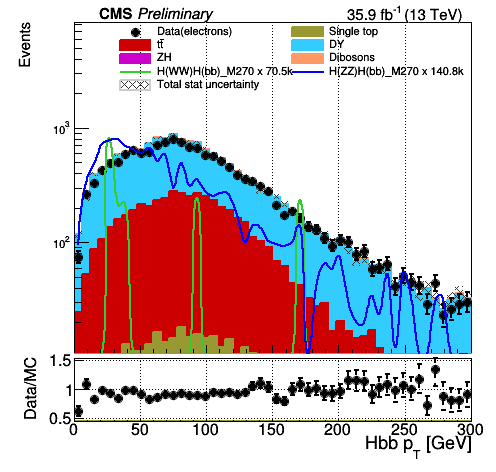 CMS Preliminary 35.9 fb⁻¹ (13 TeV)
Data(electrons) Single top
tt̄ DY
ZH Dibosons
H(WW)H(bb)_M270 x 70.5k H(ZZ)H(bb)_M270 x 140.8k
Total stat uncertainty
Events
10³
10²
Data/MC
1.5
1
0.5
0 50 100 150 200 250 300
Hbb p_T [GeV]